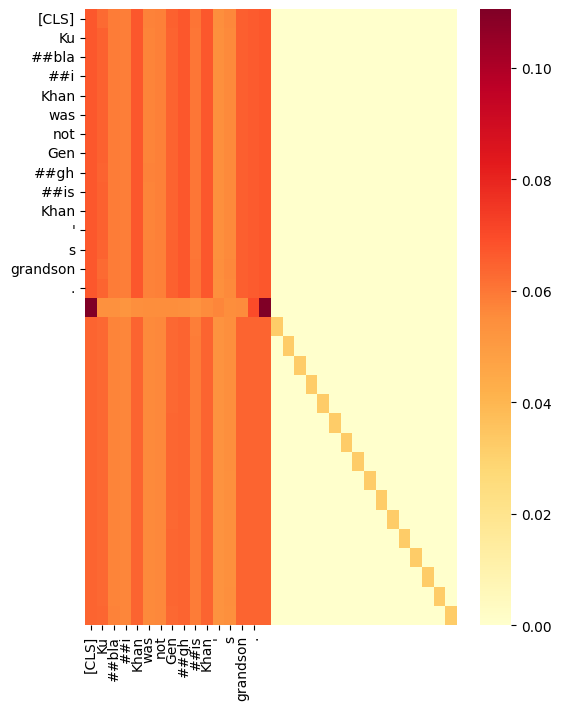 [CLS]
Ku
##bla
##i
Khan
was
not
Gen
##gh
##is
Khan
'
s
grandson
.
[CLS]
Ku
##bla
##i
Khan
was
not
Gen
##gh
##is
Khan
'
s
grandson
.
0.10
0.08
0.06
0.04
0.02
0.00